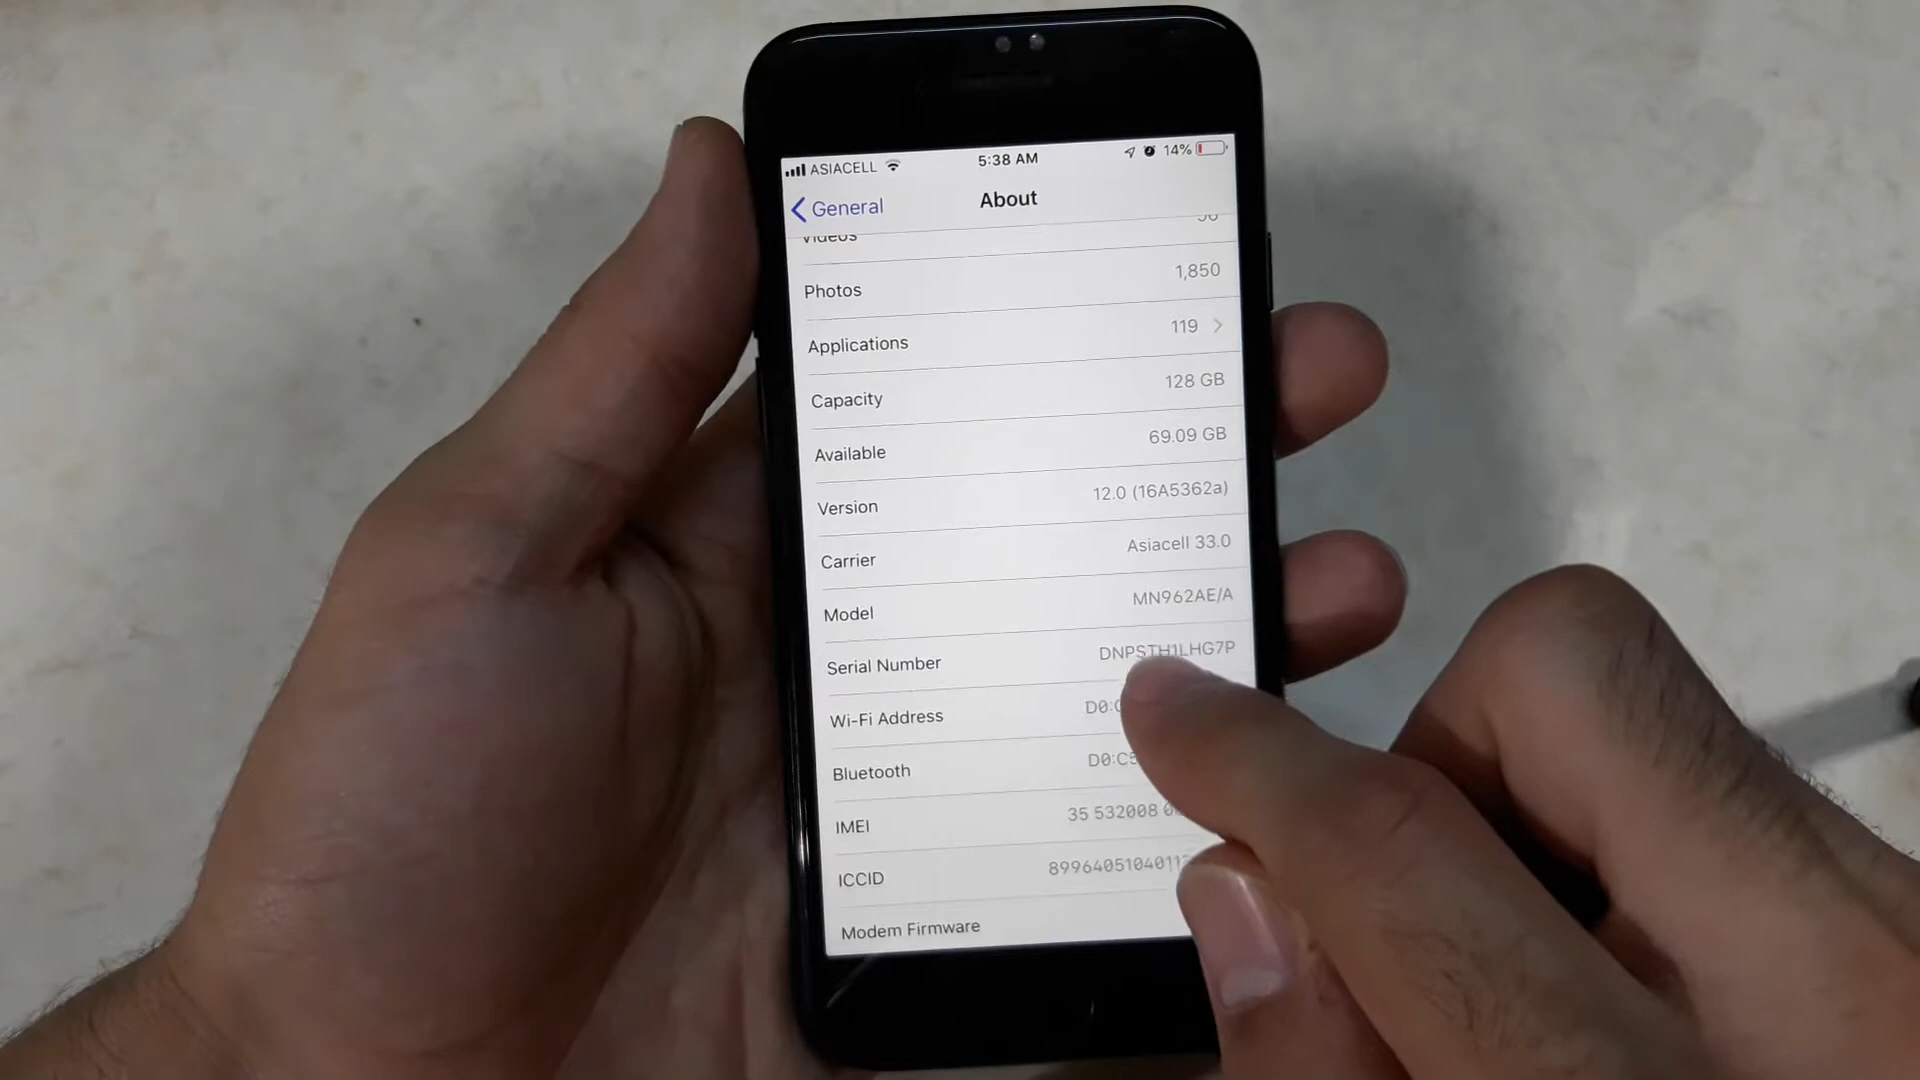 ASIACELL 5:38 AM 14%
General About
Videos
Photos 1,850
Applications 119
Capacity 128 GB
Available 69.09 GB
Version 12.0 (16A5362a)
Carrier Asiacell 33.0
Model MN962AE/A
Serial Number DNPSTH1LHG7P
Wi-Fi Address D0:
Bluetooth D0:C5
IMEI 35 532008
ICCID 899640510401
Modem Firmware